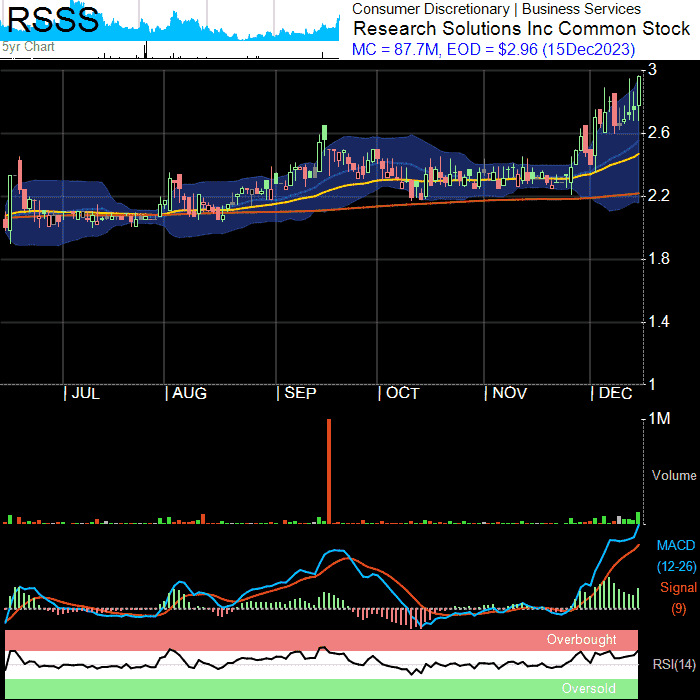 RSSS
5yr Chart
Consumer Discretionary | Business Services
Research Solutions Inc Common Stock
MC = 87.7M, EOD = $2.96 (15Dec2023)
3
2.6
2.2
1.8
1.4
1
| JUL | AUG | SEP | OCT | NOV | DEC
1M
Volume
MACD
(12-26)
Signal
(9)
Overbought
RSI(14)
Oversold